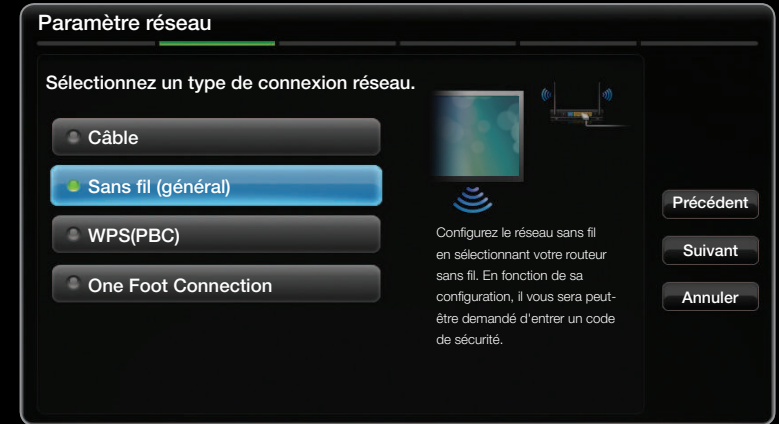 Paramètre réseau
Sélectionnez un type de connexion réseau.
Câble
Sans fil (général)
WPS(PBC)
One Foot Connection
Configurez le réseau sans fil
en sélectionnant votre routeur
sans fil. En fonction de sa
configuration, il vous sera peut-
être demandé d'entrer un code
de sécurité.
Précédent
Suivant
Annuler